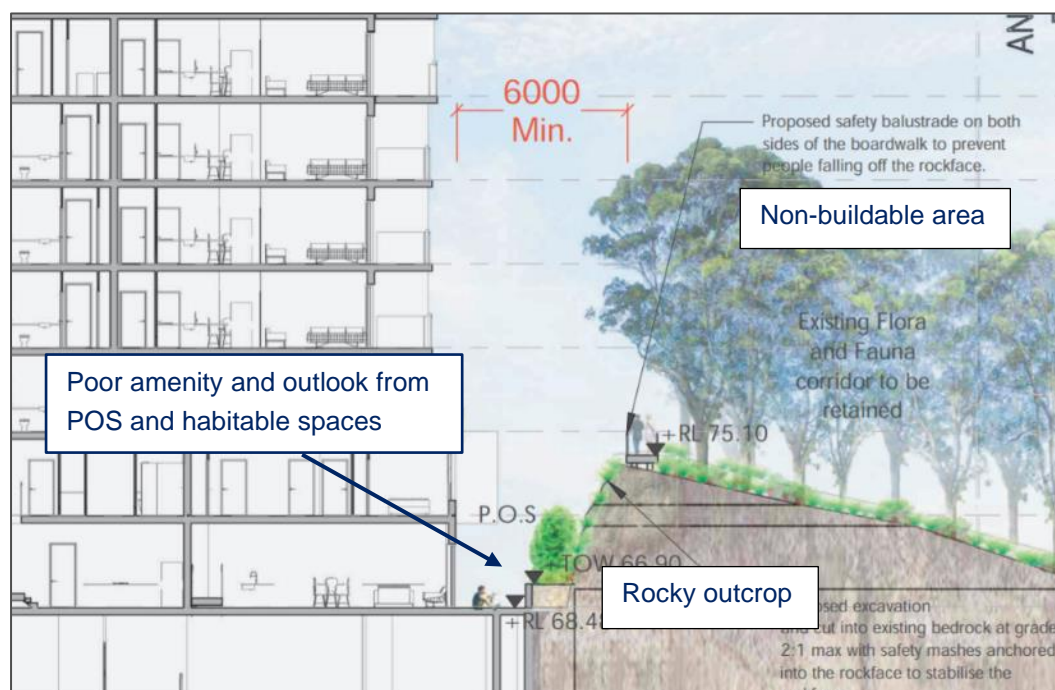 AN
6000
Min.
Proposed safety balustrade on both
sides of the boardwalk to prevent
people falling off the rockface.
Non-buildable area
Existing Flora
and Fauna
corridor to be
retained
Poor amenity and outlook from
POS and habitable spaces
+RL 75.10
P.O.S
+TOW 66.90
Rocky outcrop
+RL 68.48
excavation
cut into existing bedrock at grade
2:1 max with safety mashes anchored
into the rockface to stabilise the